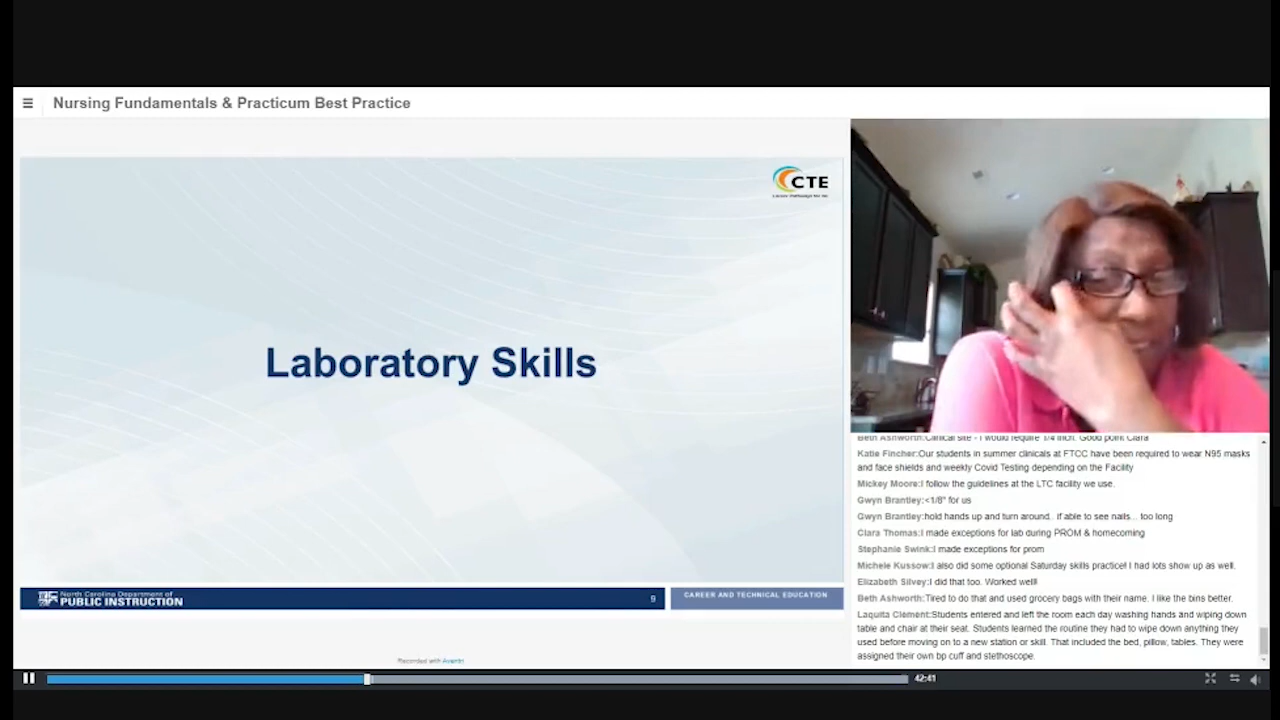 Nursing Fundamentals & Practicum Best Practice
CTE
Laboratory Skills
North Carolina Department of
PUBLIC INSTRUCTION
9
CAREER AND TECHNICAL EDUCATION
Recorded with
Beth Ashworth:Clinical site - I would require 1/4 inch. Good point Clara
Katie Fincher:Our students in summer clinicals at FTCC have been required to wear N95 masks
and face shields and weekly Covid Testing depending on the Facility
Mickey Moore:I follow the guidelines at the LTC facility we use.
Gwyn Brantley:<1/8" for us
Gwyn Brantley:hold hands up and turn around.. if able to see nails... too long
Clara Thomas:I made exceptions for lab during PROM & homecoming
Stephanie Swink:I made exceptions for prom
Michele Kussow:I also did some optional Saturday skills practice! I had lots show up as well.
Elizabeth Silvey:I did that too. Worked well!
Beth Ashworth:Tired to do that and used grocery bags with their name. I like the bins better.
Laquita Clement:Students entered and left the room each day washing hands and wiping down
table and chair at their seat. Students learned the routine they had to wipe down anything they
used before moving on to a new station or skill. That included the bed, pillow, tables. They were
assigned their own bp cuff and stethoscope.
42:41